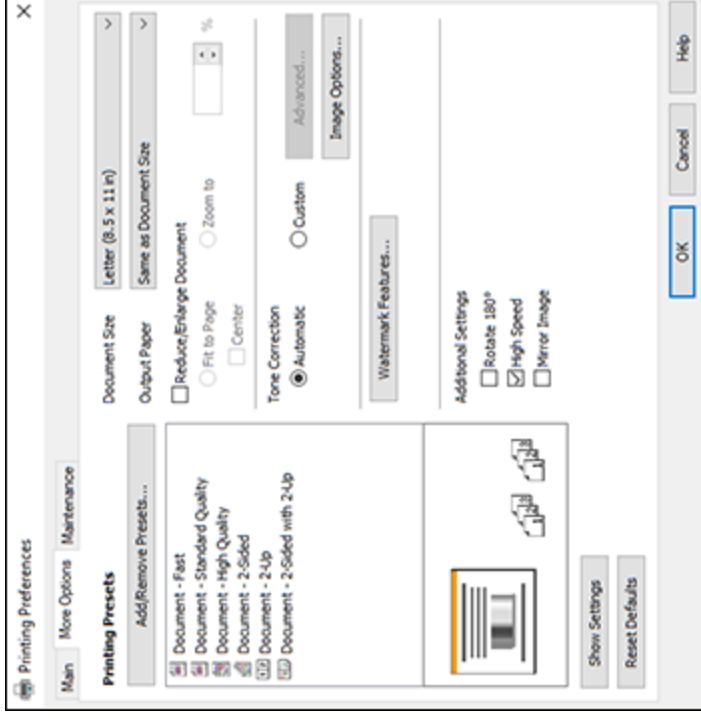 Printing Preferences
Main
More Options
Maintenance
Printing Presets
Add/Remove Presets...
Document - Fast
Document - Standard Quality
Document - High Quality
Document - 2-Sided
Document - 2-Up
Document - 2-Sided with 2-Up
Show Settings
Reset Defaults
Document Size
Letter (8.5 x 11 in)
Output Paper
Same as Document Size
Reduce/Enlarge Document
Fit to Page
Zoom to
%
Center
Tone Correction
Automatic
Custom
Advanced...
Image Options...
Watermark Features...
Additional Settings
Rotate 180°
High Speed
Mirror Image
OK
Cancel
Help